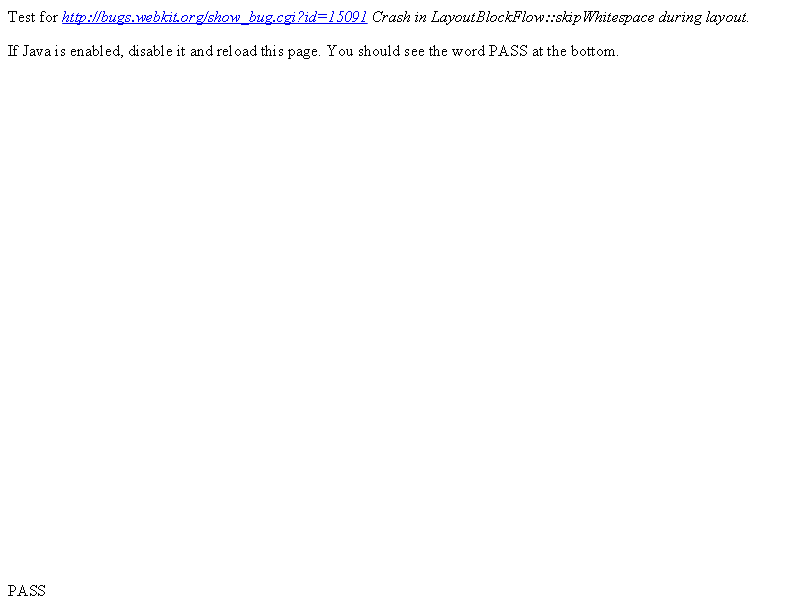 Test for http://bugs.webkit.org/show_bug.cgi?id=15091 Crash in LayoutBlockFlow::skipWhitespace during layout.
If Java is enabled, disable it and reload this page. You should see the word PASS at the bottom.
PASS